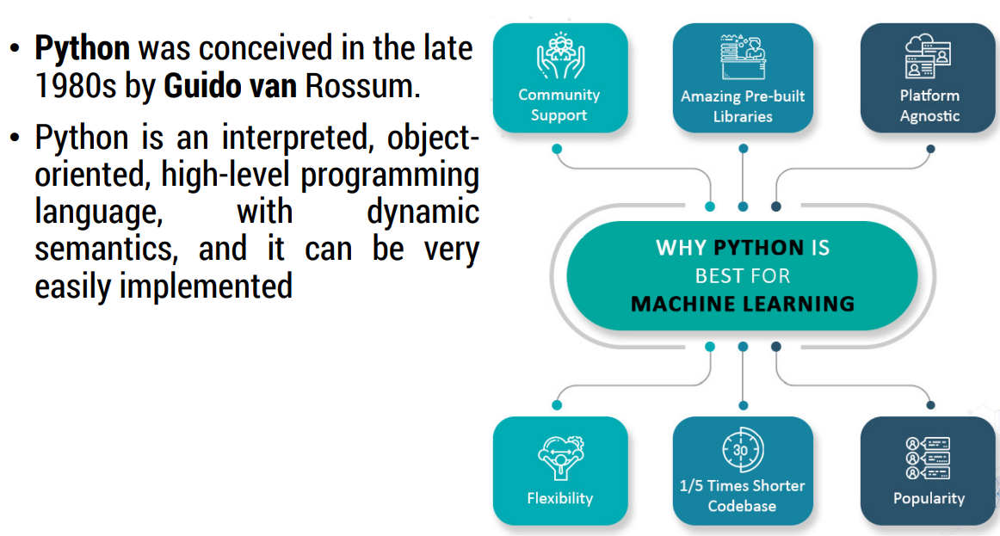 • Python was conceived in the late
1980s by Guido van Rossum.
• Python is an interpreted, object-
oriented, high-level programming
language, with dynamic
semantics, and it can be very
easily implemented
Community
Support
Amazing Pre-built
Libraries
Platform
Agnostic
WHY PYTHON IS
BEST FOR
MACHINE LEARNING
Flexibility
30
1/5 Times Shorter
Codebase
Popularity